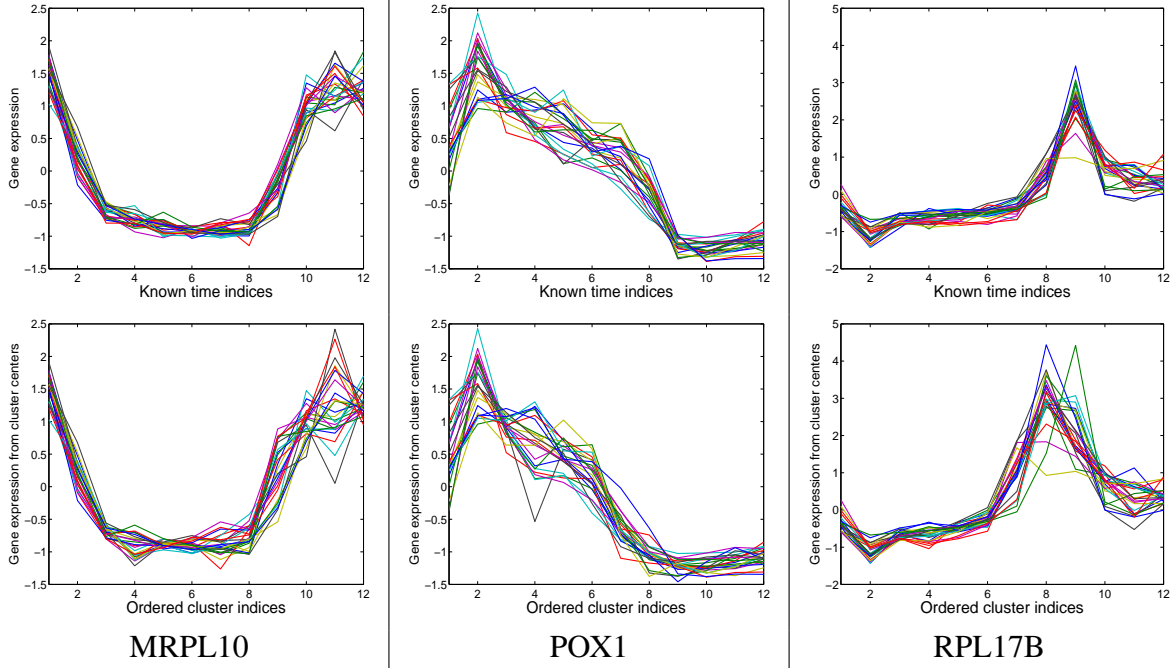 Gene expression
2.5
2
1.5
1
0.5
0
−0.5
−1
−1.5
2 4 6 8 10 12
Known time indices
Gene expression
2.5
2
1.5
1
0.5
0
−0.5
−1
−1.5
2 4 6 8 10 12
Known time indices
Gene expression
5
4
3
2
1
0
−1
−2
2 4 6 8 10 12
Known time indices
Gene expression from cluster centers
2.5
2
1.5
1
0.5
0
−0.5
−1
−1.5
2 4 6 8 10 12
Ordered cluster indices
MRPL10
Gene expression from cluster centers
2.5
2
1.5
1
0.5
0
−0.5
−1
−1.5
2 4 6 8 10 12
Ordered cluster indices
POX1
Gene expression from cluster centers
5
4
3
2
1
0
−1
−2
2 4 6 8 10 12
Ordered cluster indices
RPL17B